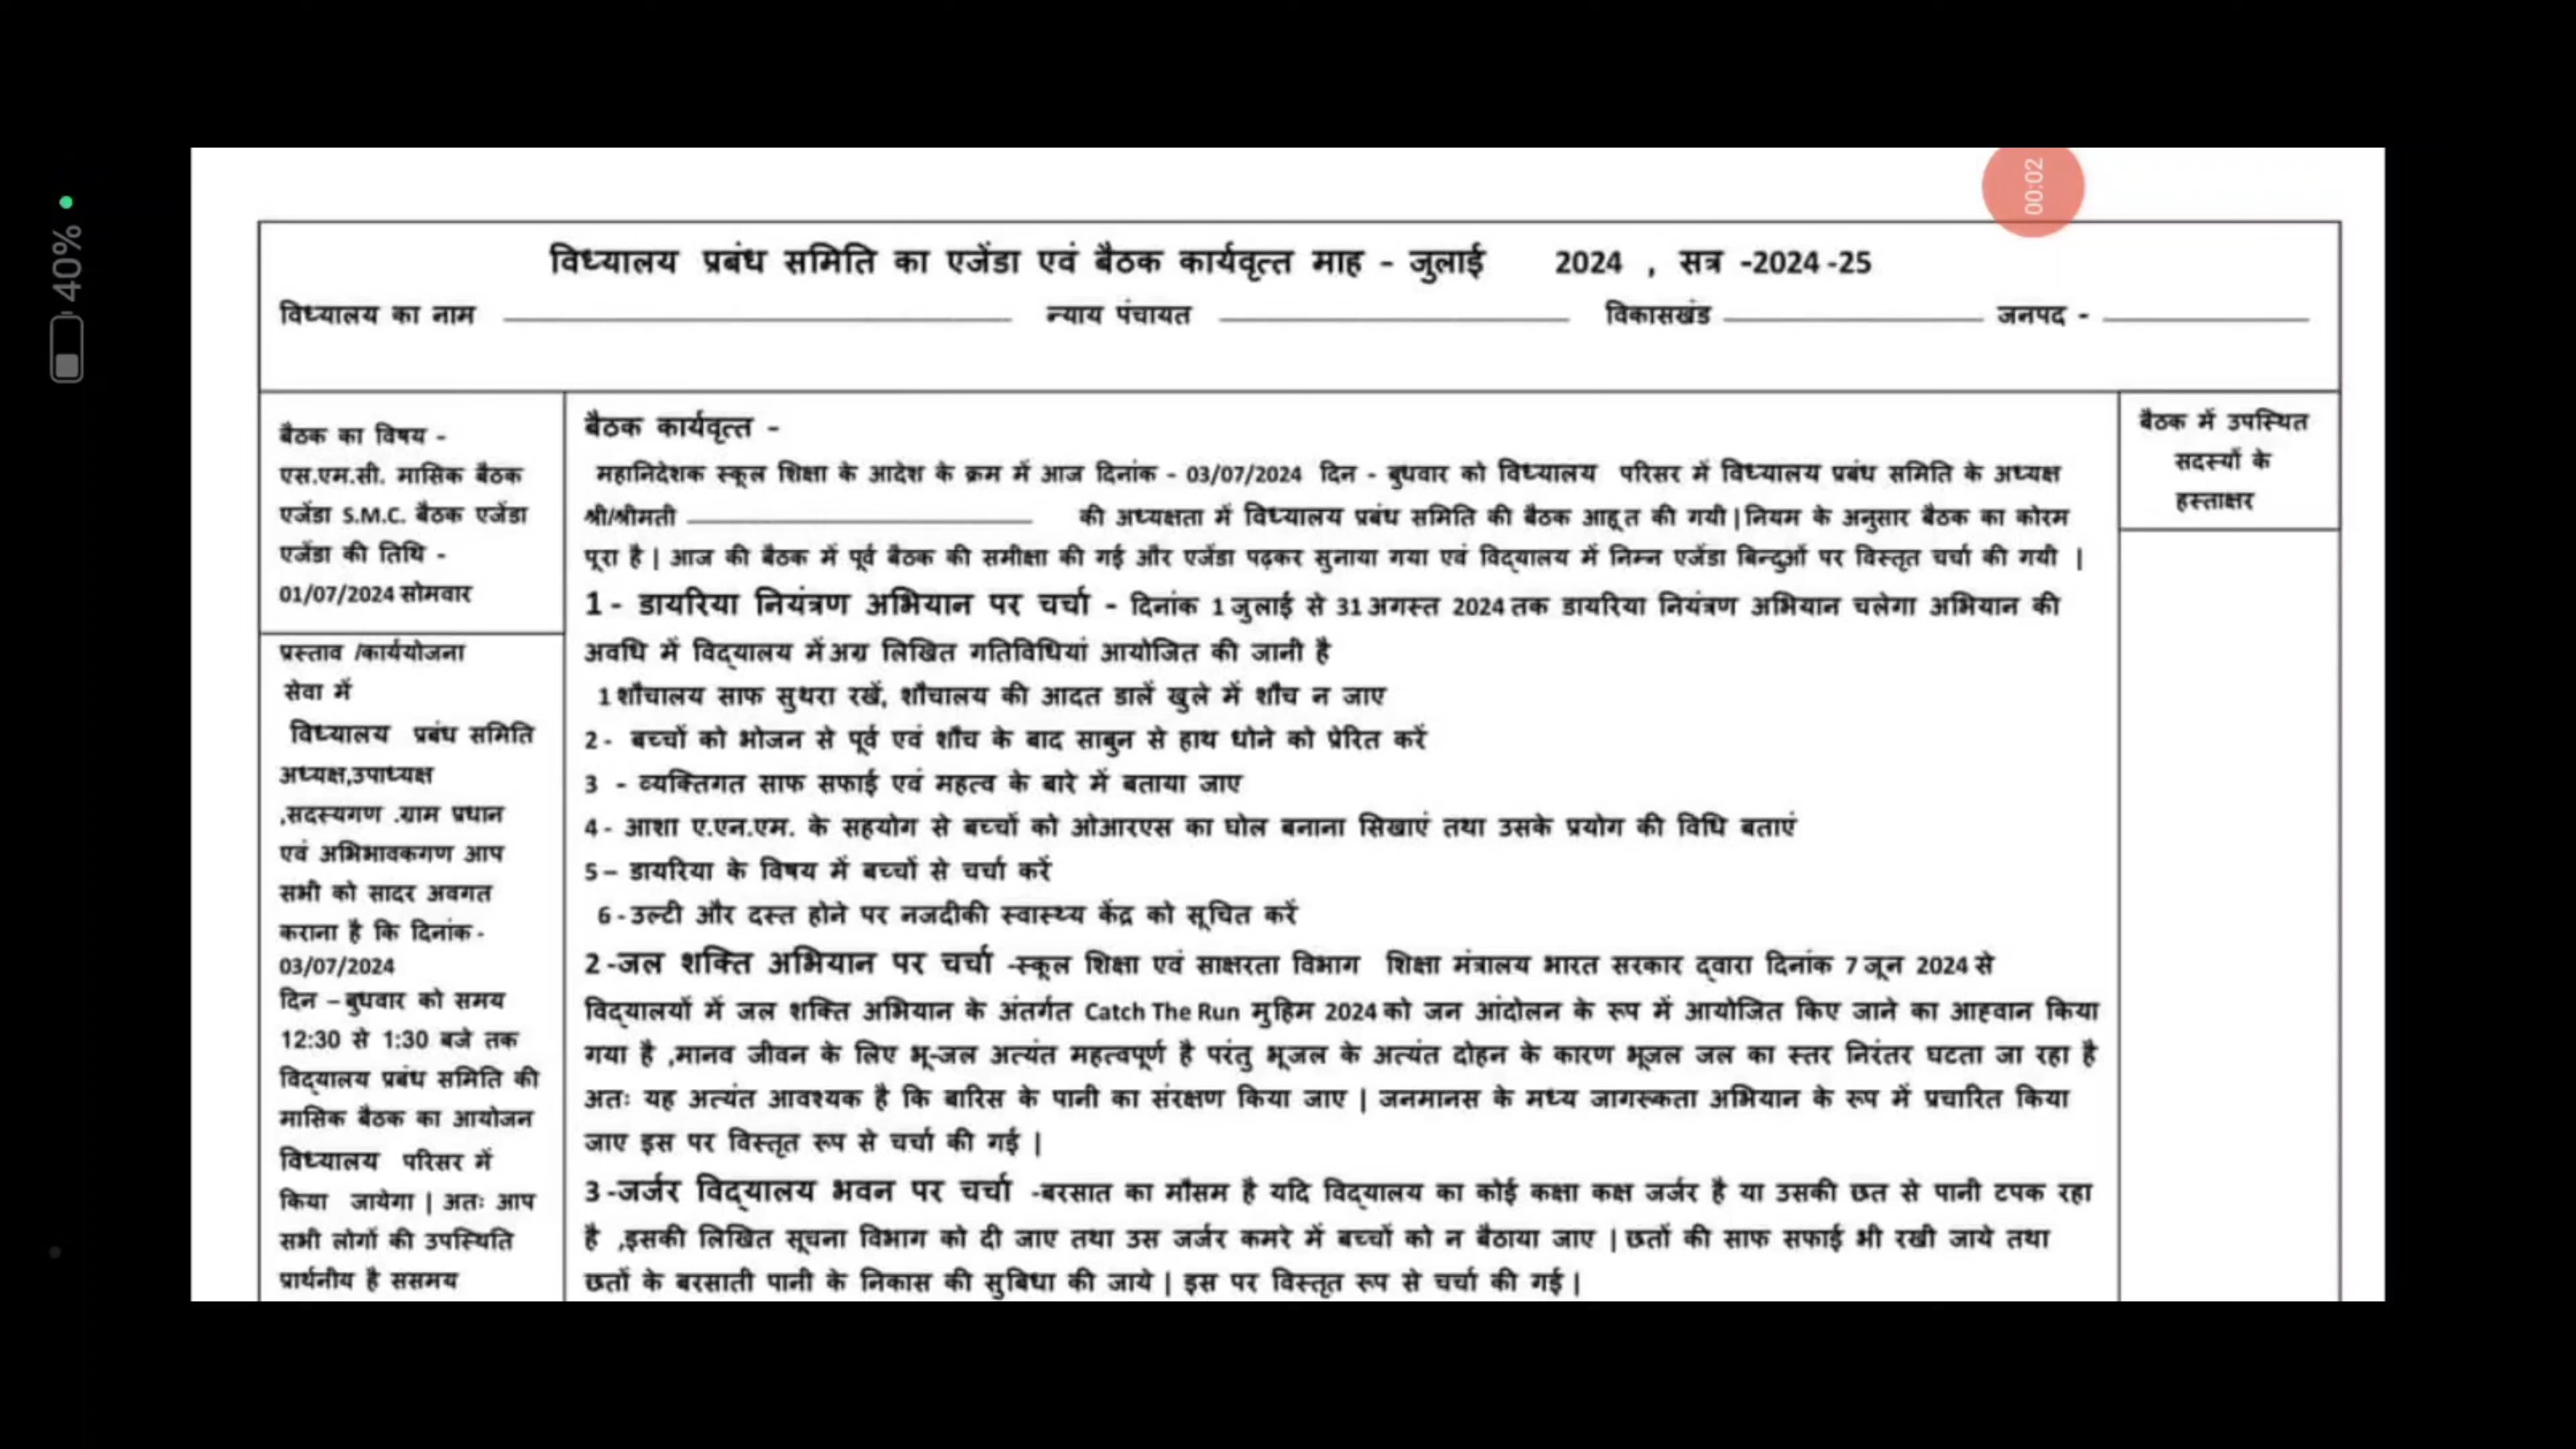 40%
00:02
विध्यालय प्रबंध समिति का एजेंडा एवं बैठक कार्यवृत्त माह - जुलाई 2024 , सत्र -2024 -25
विध्यालय का नाम ____ न्याय पंचायत ____ विकासखंड ____ जनपद - ____
बैठक का विषय -
एस.एम.सी. मासिक बैठक
एजेंडा S.M.C. बैठक एजेंडा
एजेंडा की तिथि -
01/07/2024 सोमवार
प्रस्ताव /कार्ययोजना
सेवा में
विध्यालय प्रबंध समिति
अध्यक्ष,उपाध्यक्ष
,सदस्यगण .ग्राम प्रधान
एवं अभिभावकगण आप
सभी को सादर अवगत
कराना है कि दिनांक -
03/07/2024
दिन – बुधवार को समय
12:30 से 1:30 बजे तक
विद्यालय प्रबंध समिति की
मासिक बैठक का आयोजन
विध्यालय परिसर में
किया जायेगा | अतः आप
सभी लोगों की उपस्थिति
प्रार्थनीय है ससमय
बैठक कार्यवृत्त -
महानिदेशक स्कूल शिक्षा के आदेश के क्रम में आज दिनांक - 03/07/2024 दिन - बुधवार को विध्यालय परिसर में विध्यालय प्रबंध समिति के अध्यक्ष
श्री/श्रीमती ____ की अध्यक्षता में विध्यालय प्रबंध समिति की बैठक आहूत की गयी | नियम के अनुसार बैठक का कोरम
पूरा है | आज की बैठक में पूर्व बैठक की समीक्षा की गई और एजेंडा पढ़कर सुनाया गया एवं विद्यालय में निम्न एजेंडा बिन्दुओं पर विस्तृत चर्चा की गयी |
1 - डायरिया नियंत्रण अभियान पर चर्चा - दिनांक 1 जुलाई से 31 अगस्त 2024 तक डायरिया नियंत्रण अभियान चलेगा अभियान की
अवधि में विद्यालय में अग्र लिखित गतिविधियां आयोजित की जानी है
1 शौचालय साफ सुथरा रखें, शौचालय की आदत डालें खुले में शौच न जाए
2 - बच्चों को भोजन से पूर्व एवं शौच के बाद साबुन से हाथ धोने को प्रेरित करें
3 - व्यक्तिगत साफ सफाई एवं महत्व के बारे में बताया जाए
4 - आशा ए.एन.एम. के सहयोग से बच्चों को ओआरएस का घोल बनाना सिखाएं तथा उसके प्रयोग की विधि बताएं
5 – डायरिया के विषय में बच्चों से चर्चा करें
6 - उल्टी और दस्त होने पर नजदीकी स्वास्थ्य केंद्र को सूचित करें
2 -जल शक्ति अभियान पर चर्चा -स्कूल शिक्षा एवं साक्षरता विभाग शिक्षा मंत्रालय भारत सरकार द्वारा दिनांक 7 जून 2024 से
विद्यालयों में जल शक्ति अभियान के अंतर्गत Catch The Run मुहिम 2024 को जन आंदोलन के रूप में आयोजित किए जाने का आह्वान किया
गया है ,मानव जीवन के लिए भू-जल अत्यंत महत्वपूर्ण है परंतु भूजल के अत्यंत दोहन के कारण भूजल जल का स्तर निरंतर घटता जा रहा है
अतः यह अत्यंत आवश्यक है कि बारिस के पानी का संरक्षण किया जाए | जनमानस के मध्य जागरूकता अभियान के रूप में प्रचारित किया
जाए इस पर विस्तृत रूप से चर्चा की गई |
3 -जर्जर विद्यालय भवन पर चर्चा -बरसात का मौसम है यदि विद्यालय का कोई कक्षा कक्ष जर्जर है या उसकी छत से पानी टपक रहा
है ,इसकी लिखित सूचना विभाग को दी जाए तथा उस जर्जर कमरे में बच्चों को न बैठाया जाए | छतों की साफ सफाई भी रखी जाये तथा
छतों के बरसाती पानी के निकास की सुबिधा की जाये | इस पर विस्तृत रूप से चर्चा की गई |
बैठक में उपस्थित
सदस्यों के
हस्ताक्षर